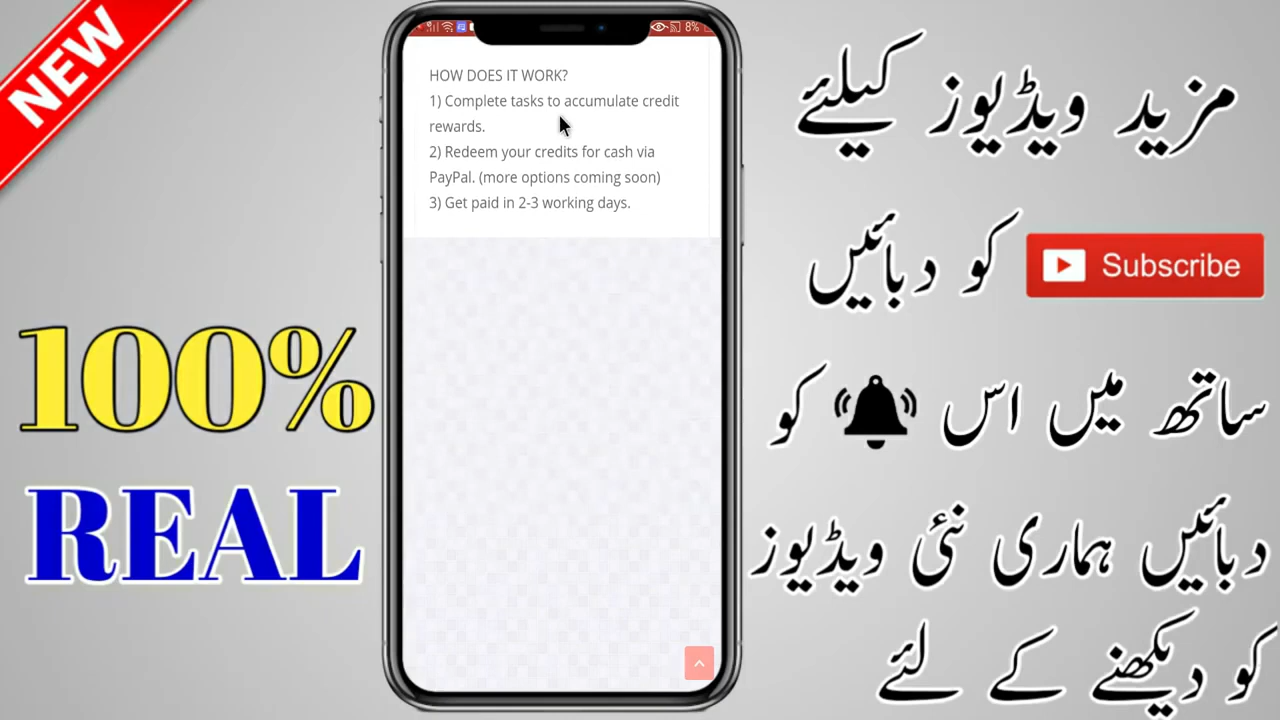 NEW
8%
HOW DOES IT WORK?
1) Complete tasks to accumulate credit
rewards.
2) Redeem your credits for cash via
PayPal. (more options coming soon)
3) Get paid in 2-3 working days.
100%
REAL
مزید ویڈیوز کیلئے
Subscribe کو دبائیں
ساتھ میں اس کو
دبائیں ہماری نئی ویڈیوز
کو دیکھنے کے لئے